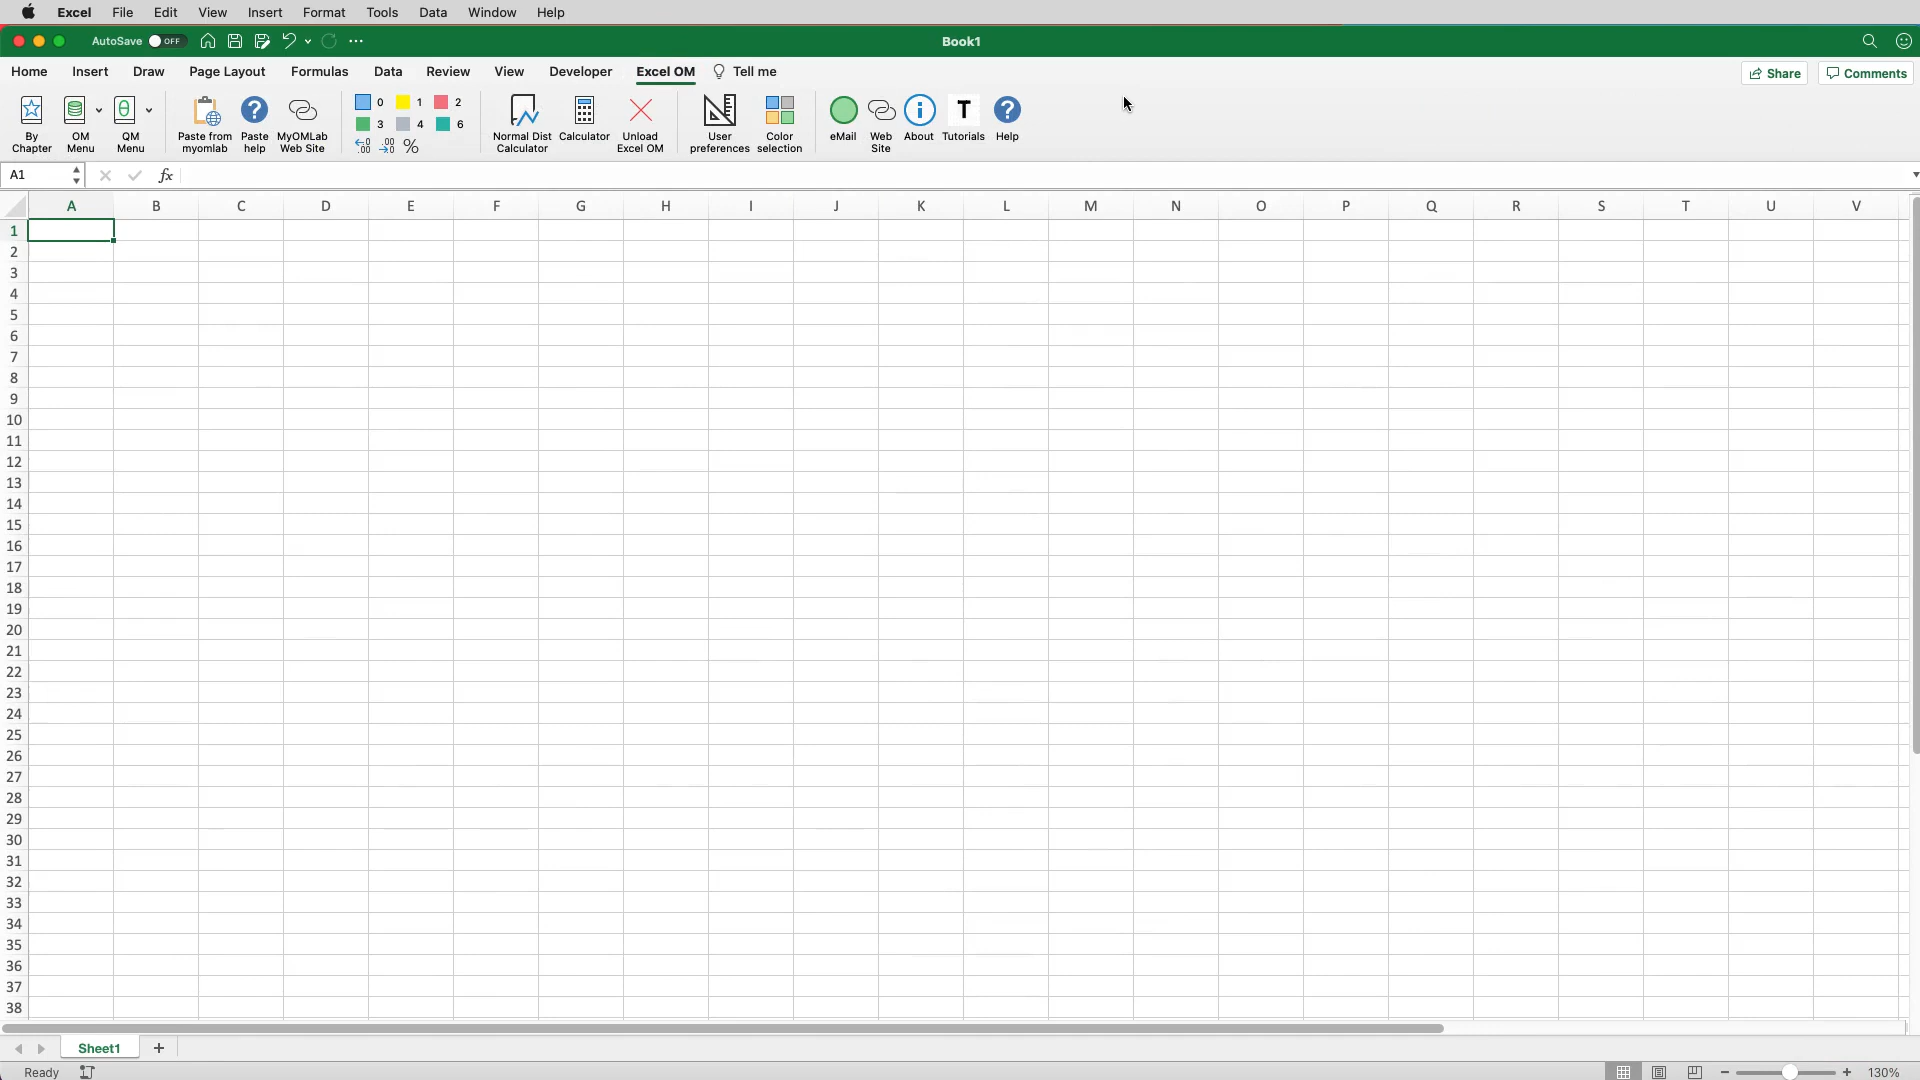 Excel File Edit View Insert Format Tools Data Window Help
AutoSave OFF Book1
Home Insert Draw Page Layout Formulas Data Review View Developer Excel OM Tell me Share Comments
0 1 2
3 4 6
By Chapter
OM Menu
QM Menu
Paste from myomlab
Paste help
MyOMLab Web Site
.00 .00 %
Normal Dist Calculator
Calculator
Unload Excel OM
User preferences
Color selection
eMail
Web Site
About
T
Tutorials
? Help
A1 fx
A B C D E F G H I J K L M N O P Q R S T U V
1
2
3
4
5
6
7
8
9
10
11
12
13
14
15
16
17
18
19
20
21
22
23
24
25
26
27
28
29
30
31
32
33
34
35
36
37
38
Sheet1 +
Ready 130%